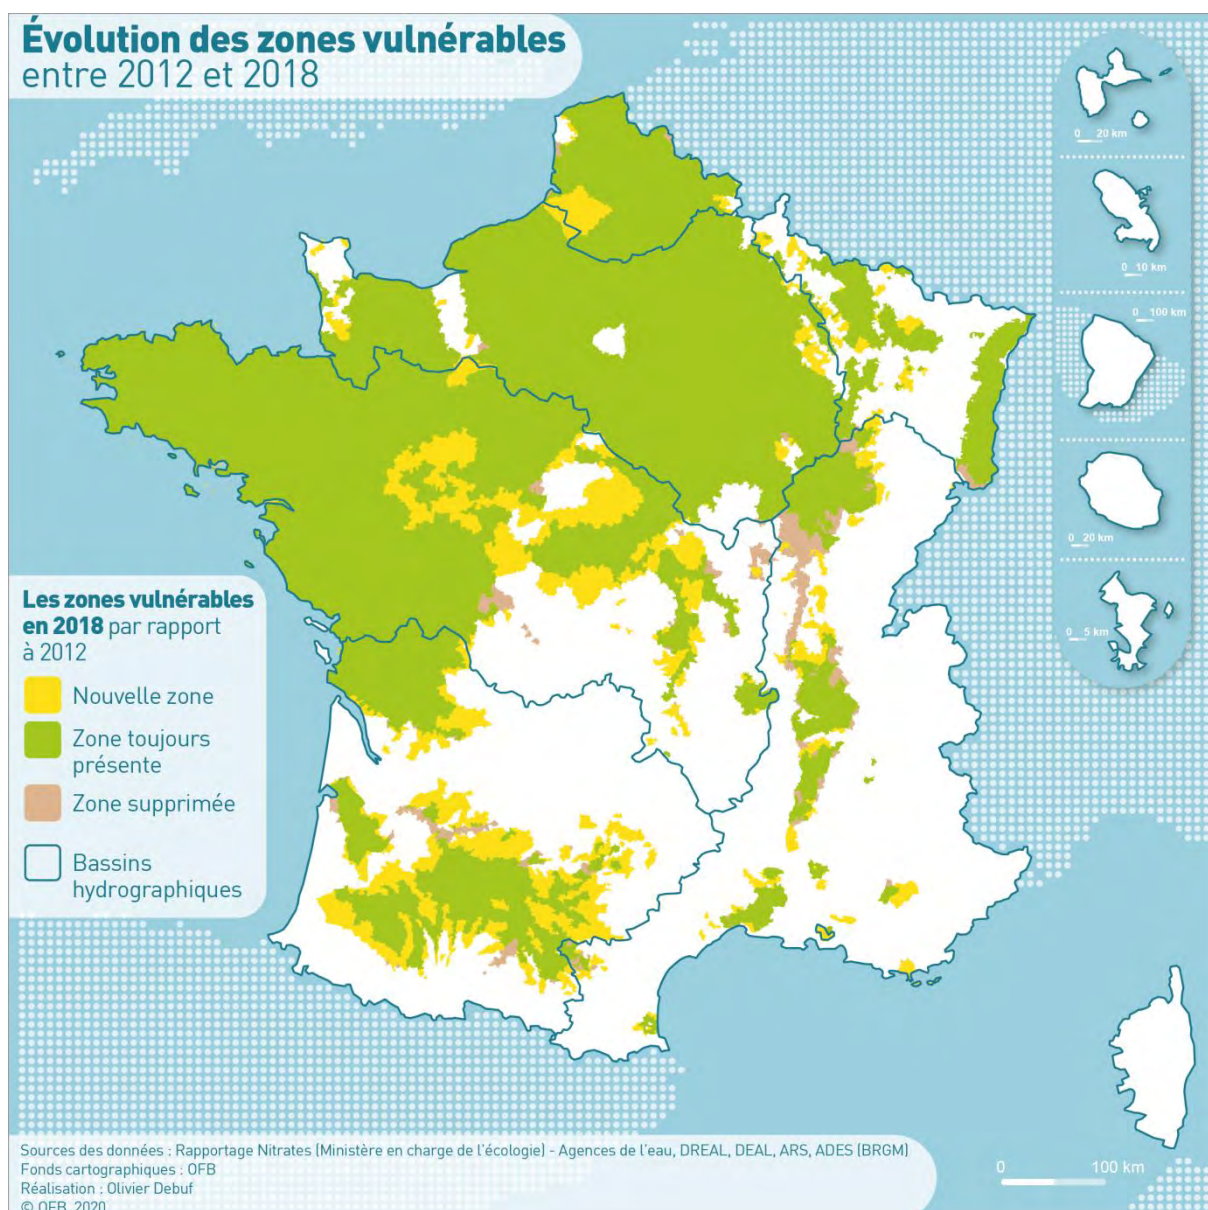 Évolution des zones vulnérables
entre 2012 et 2018
0 20 km
0 10 km
0 100 km
0 20 km
0 5 km
Les zones vulnérables
en 2018 par rapport
à 2012
Nouvelle zone
Zone toujours
présente
Zone supprimée
Bassins
hydrographiques
Sources des données : Rapportage Nitrates (Ministère en charge de l'écologie) - Agences de l'eau, DREAL, DEAL, ARS, ADES (BRGM)
Fonds cartographiques : OFB
Réalisation : Olivier Debuf
© OFB, 2020
0 100 km